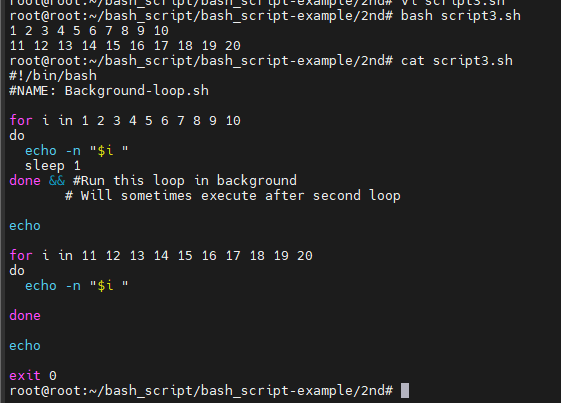 root@root:~/bash_script/bash_script-example/2nd# vi script3.sh
root@root:~/bash_script/bash_script-example/2nd# bash script3.sh
1 2 3 4 5 6 7 8 9 10
11 12 13 14 15 16 17 18 19 20
root@root:~/bash_script/bash_script-example/2nd# cat script3.sh
#!/bin/bash
#NAME: Background-loop.sh
for i in 1 2 3 4 5 6 7 8 9 10
do
  echo -n "$i "
  sleep 1
done && #Run this loop in background
       # Will sometimes execute after second loop
echo
for i in 11 12 13 14 15 16 17 18 19 20
do
  echo -n "$i "
done
echo
exit 0
root@root:~/bash_script/bash_script-example/2nd#